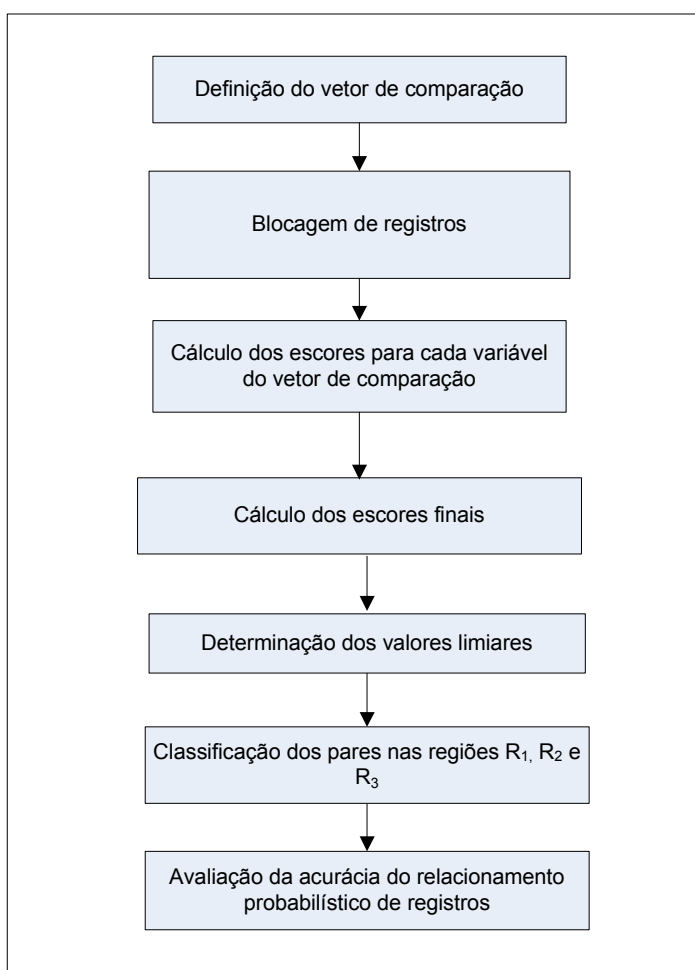 Definição do vetor de comparação
Blocagem de registros
Cálculo dos escores para cada variável
do vetor de comparação
Cálculo dos escores finais
Determinação dos valores limiares
Classificação dos pares nas regiões R₁, R₂ e
R₃
Avaliação da acurácia do relacionamento
probabilístico de registros